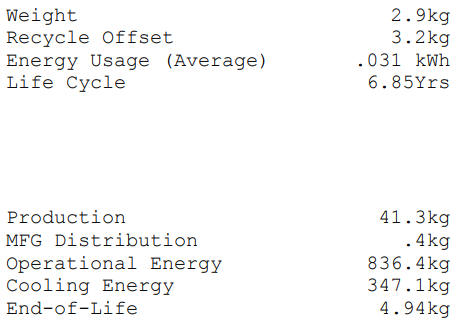 Weight 2.9kg
Recycle Offset 3.2kg
Energy Usage (Average) .031 kWh
Life Cycle 6.85Yrs
Production 41.3kg
MFG Distribution .4kg
Operational Energy 836.4kg
Cooling Energy 347.1kg
End-of-Life 4.94kg